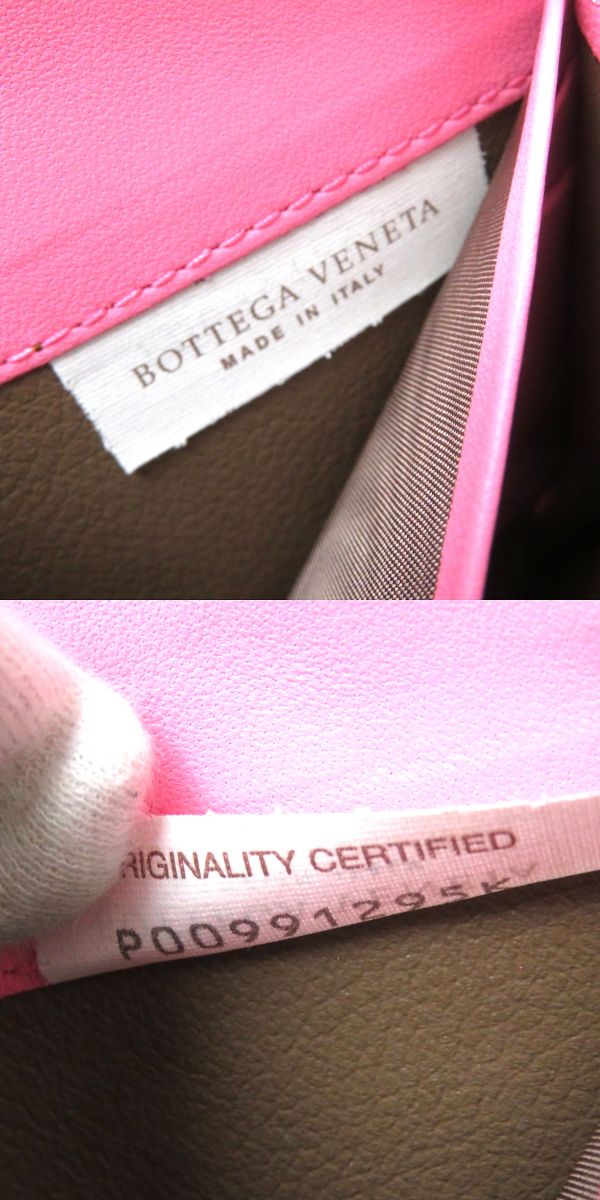 BOTTEGA VENETA
MADE IN ITALY
RIGINALITY CERTIFIED
P00991295K